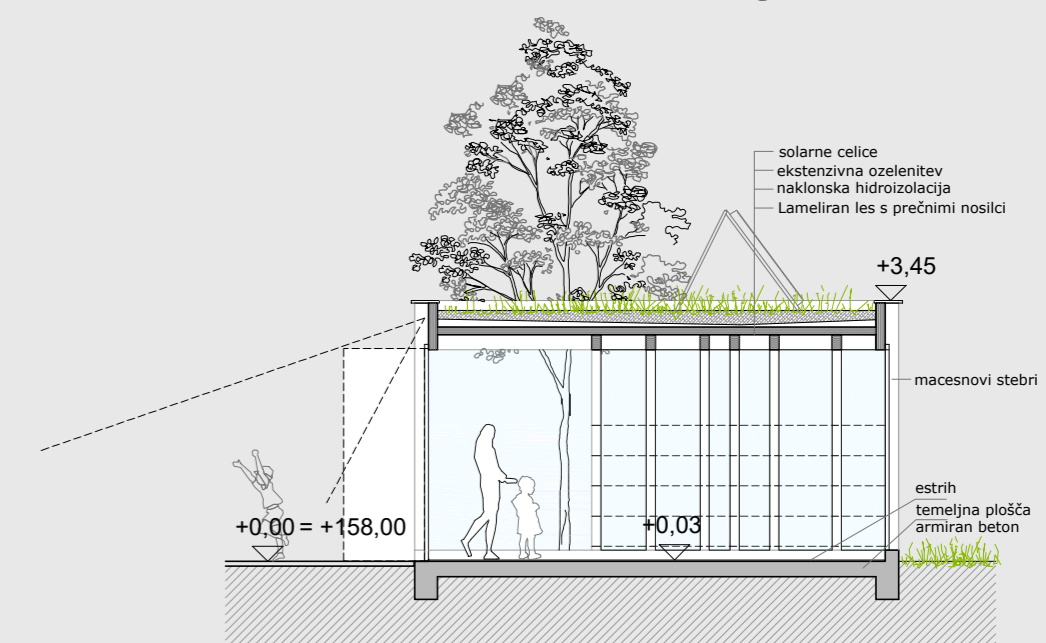 solarne celice
ekstenzivna ozelenitev
naklonska hidroizolacija
Lameliran les s prečnimi nosilci
+3,45
macesnovi stebri
estrih
temeljna plošča
armiran beton
+0,00 = +158,00
+0,03